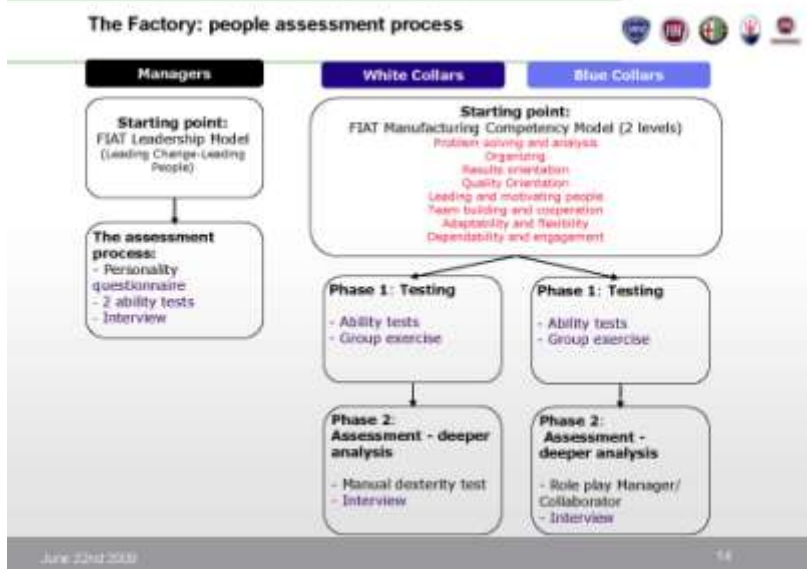 The Factory: people assessment process
Managers
White Collars
Blue Collars
Starting point:
FIAT Leadership Model
(Leading Change-Leading
People)
The assessment
process:
- Personality
questionnaire
- 2 ability tests
- Interview
Starting point:
FIAT Manufacturing Competency Model (2 levels)
Problem solving and analysis
Organizing
Results orientation
Quality Orientation
Leading and motivating people
Team building and cooperation
Adaptability and flexibility
Dependability and engagement
Phase 1: Testing
- Ability tests
- Group exercise
Phase 2:
Assessment - deeper
analysis
- Manual dexterity test
- Interview
Phase 1: Testing
- Ability tests
- Group exercise
Phase 2:
Assessment -
deeper analysis
- Role play Manager/
Collaborator
- Interview
June 22nd 2009